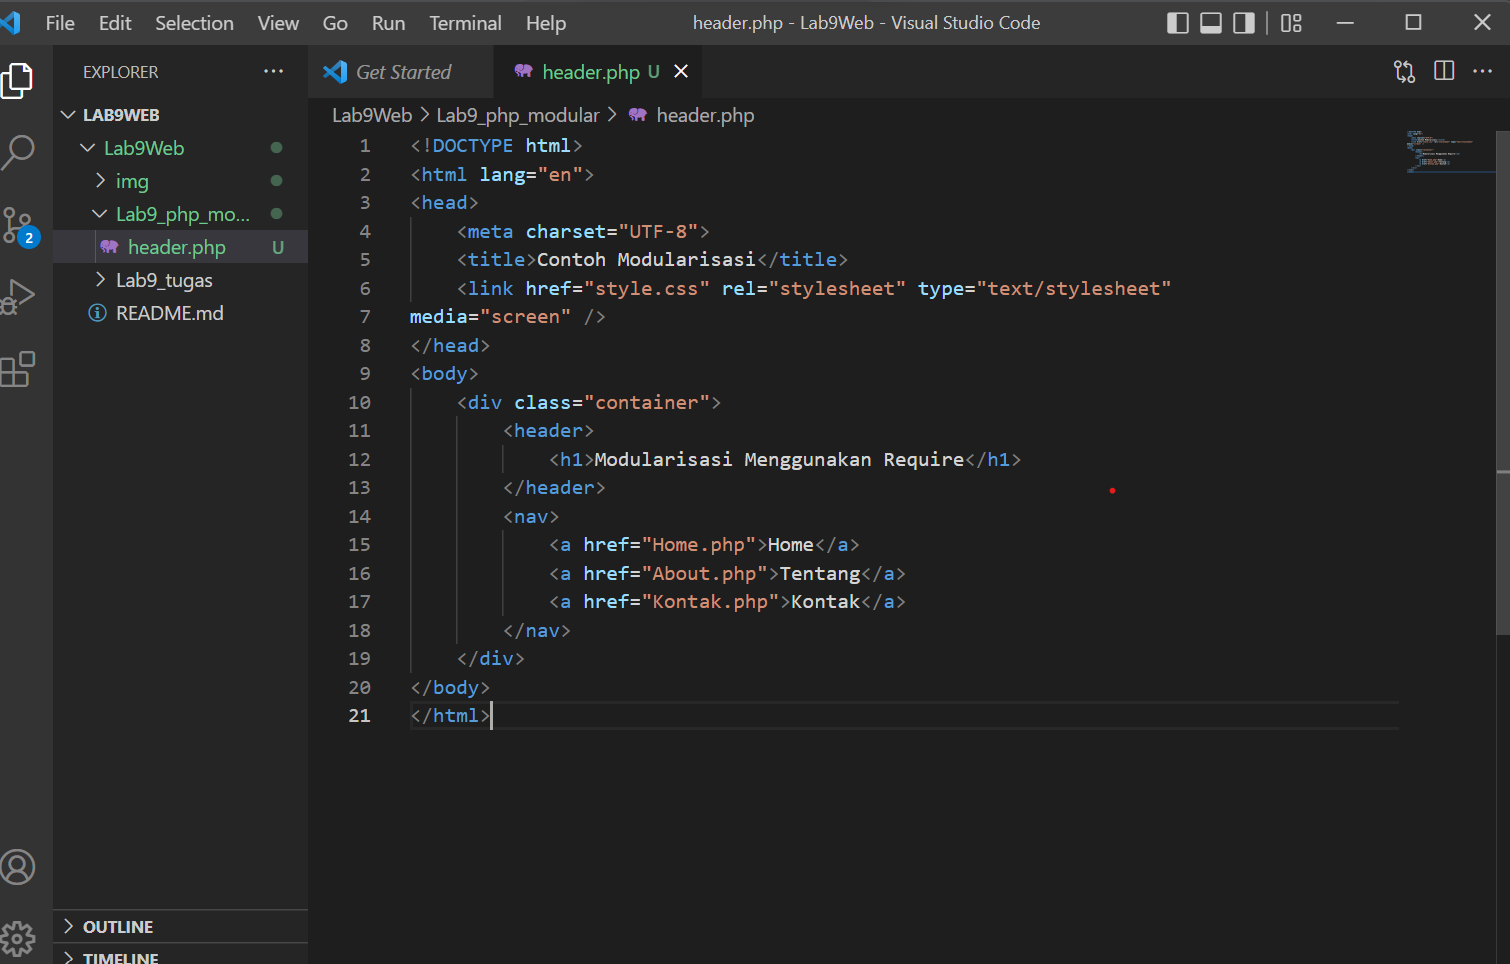 File Edit Selection View Go Run Terminal Help header.php - Lab9Web - Visual Studio Code
EXPLORER
LAB9WEB
Lab9Web
img
Lab9_php_mo...
header.php U
Lab9_tugas
README.md
2
OUTLINE
TIMELINE
Get Started header.php U
Lab9Web > Lab9_php_modular > header.php
1 <!DOCTYPE html>
2 <html lang="en">
3 <head>
4 <meta charset="UTF-8">
5 <title>Contoh Modularisasi</title>
6 <link href="style.css" rel="stylesheet" type="text/stylesheet"
7 media="screen" />
8 </head>
9 <body>
10 <div class="container">
11 <header>
12 <h1>Modularisasi Menggunakan Require</h1>
13 </header>
14 <nav>
15 <a href="Home.php">Home</a>
16 <a href="About.php">Tentang</a>
17 <a href="Kontak.php">Kontak</a>
18 </nav>
19 </div>
20 </body>
21 </html>